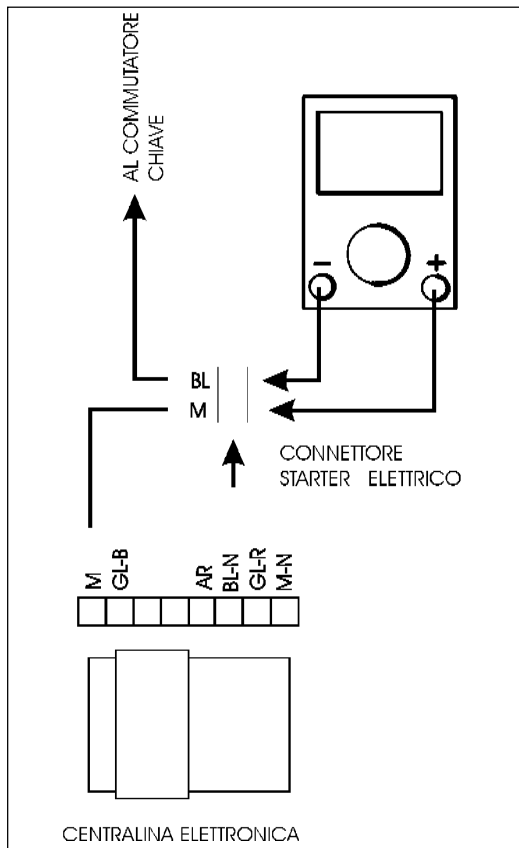 AL COMMUTATORE
CHIAVE
–
+
BL
M
CONNETTORE
STARTER ELETTRICO
M
GL-B
AR
BL-N
GL-R
M-N
CENTRALINA ELETTRONICA